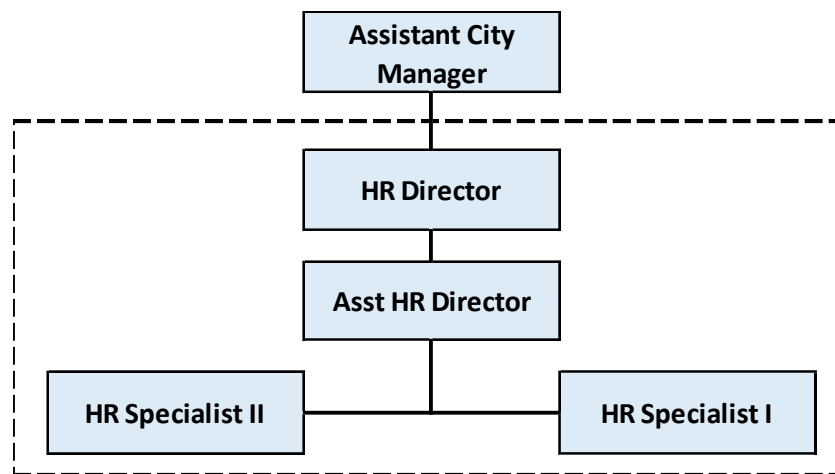 Assistant City
Manager
HR Director
Asst HR Director
HR Specialist II
HR Specialist I